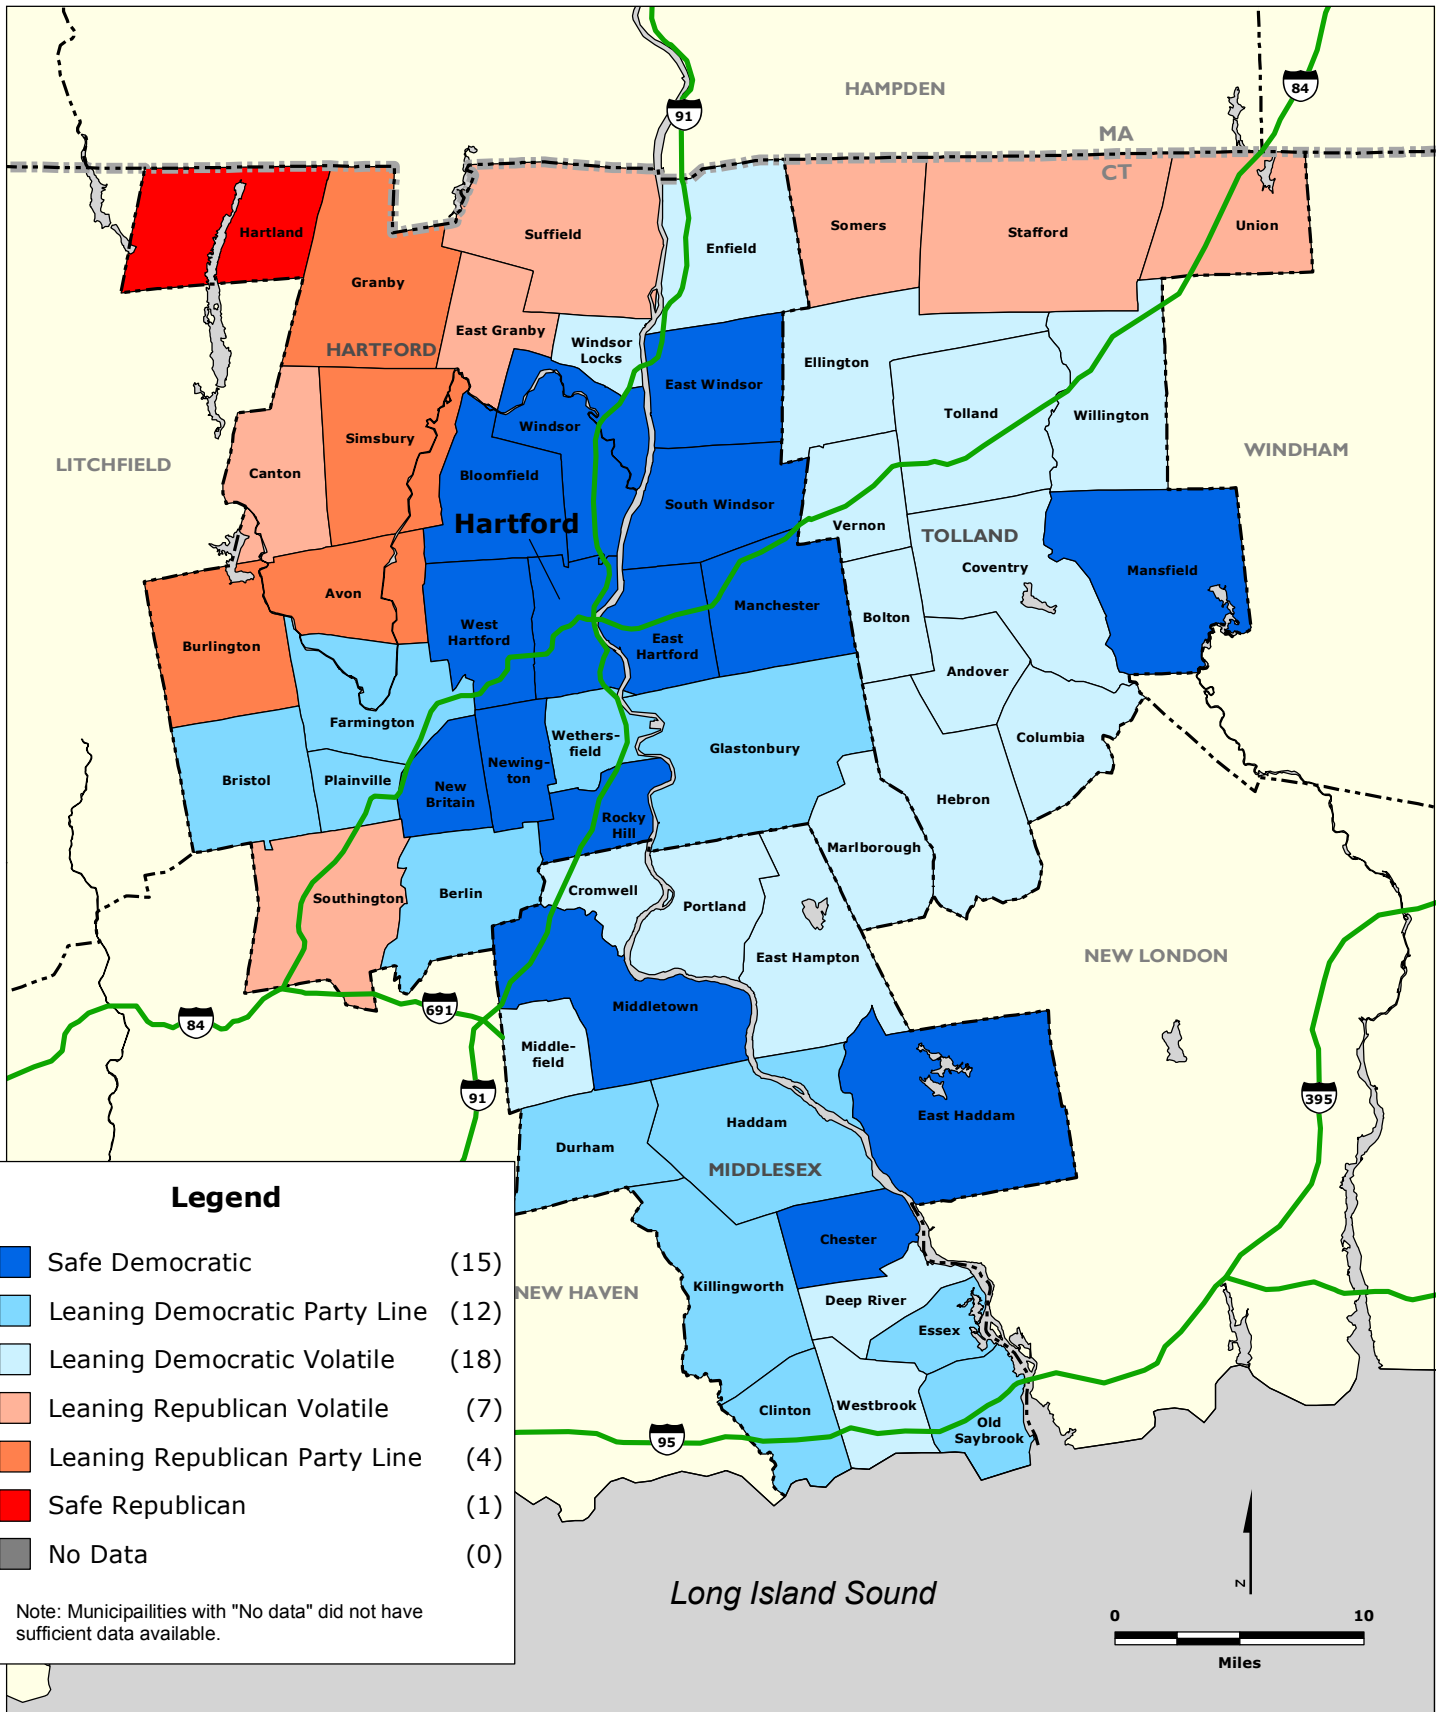 HAMPDEN
84
91
MA
CT
Hartland
Suffield
Enfield
Somers
Stafford
Union
Granby
East Granby
HARTFORD
Windsor
Locks
Ellington
East Windsor
Tolland
Willington
Simsbury
Windsor
LITCHFIELD
Canton
Bloomfield
WINDHAM
South Windsor
Hartford
Vernon
TOLLAND
Coventry
Mansfield
Avon
Manchester
Bolton
West
Hartford
East
Hartford
Burlington
Andover
Farmington
Wethers-
field
Glastonbury
Columbia
Bristol
Plainville
Newing-
ton
New
Britain
Hebron
Rocky
Hill
Marlborough
Southington
Berlin
Cromwell
Portland
East Hampton
NEW LONDON
Middletown
84
691
Middle-
field
91
395
East Haddam
Haddam
Durham
MIDDLESEX
Chester
Killingworth
NEW HAVEN
Deep River
Essex
Clinton
Westbrook
Old
Saybrook
95
Legend
Safe Democratic (15)
Leaning Democratic Party Line (12)
Leaning Democratic Volatile (18)
Leaning Republican Volatile (7)
Leaning Republican Party Line (4)
Safe Republican (1)
No Data (0)
Note: Municipailities with "No data" did not have
sufficient data available.
Long Island Sound
N
0 10
Miles